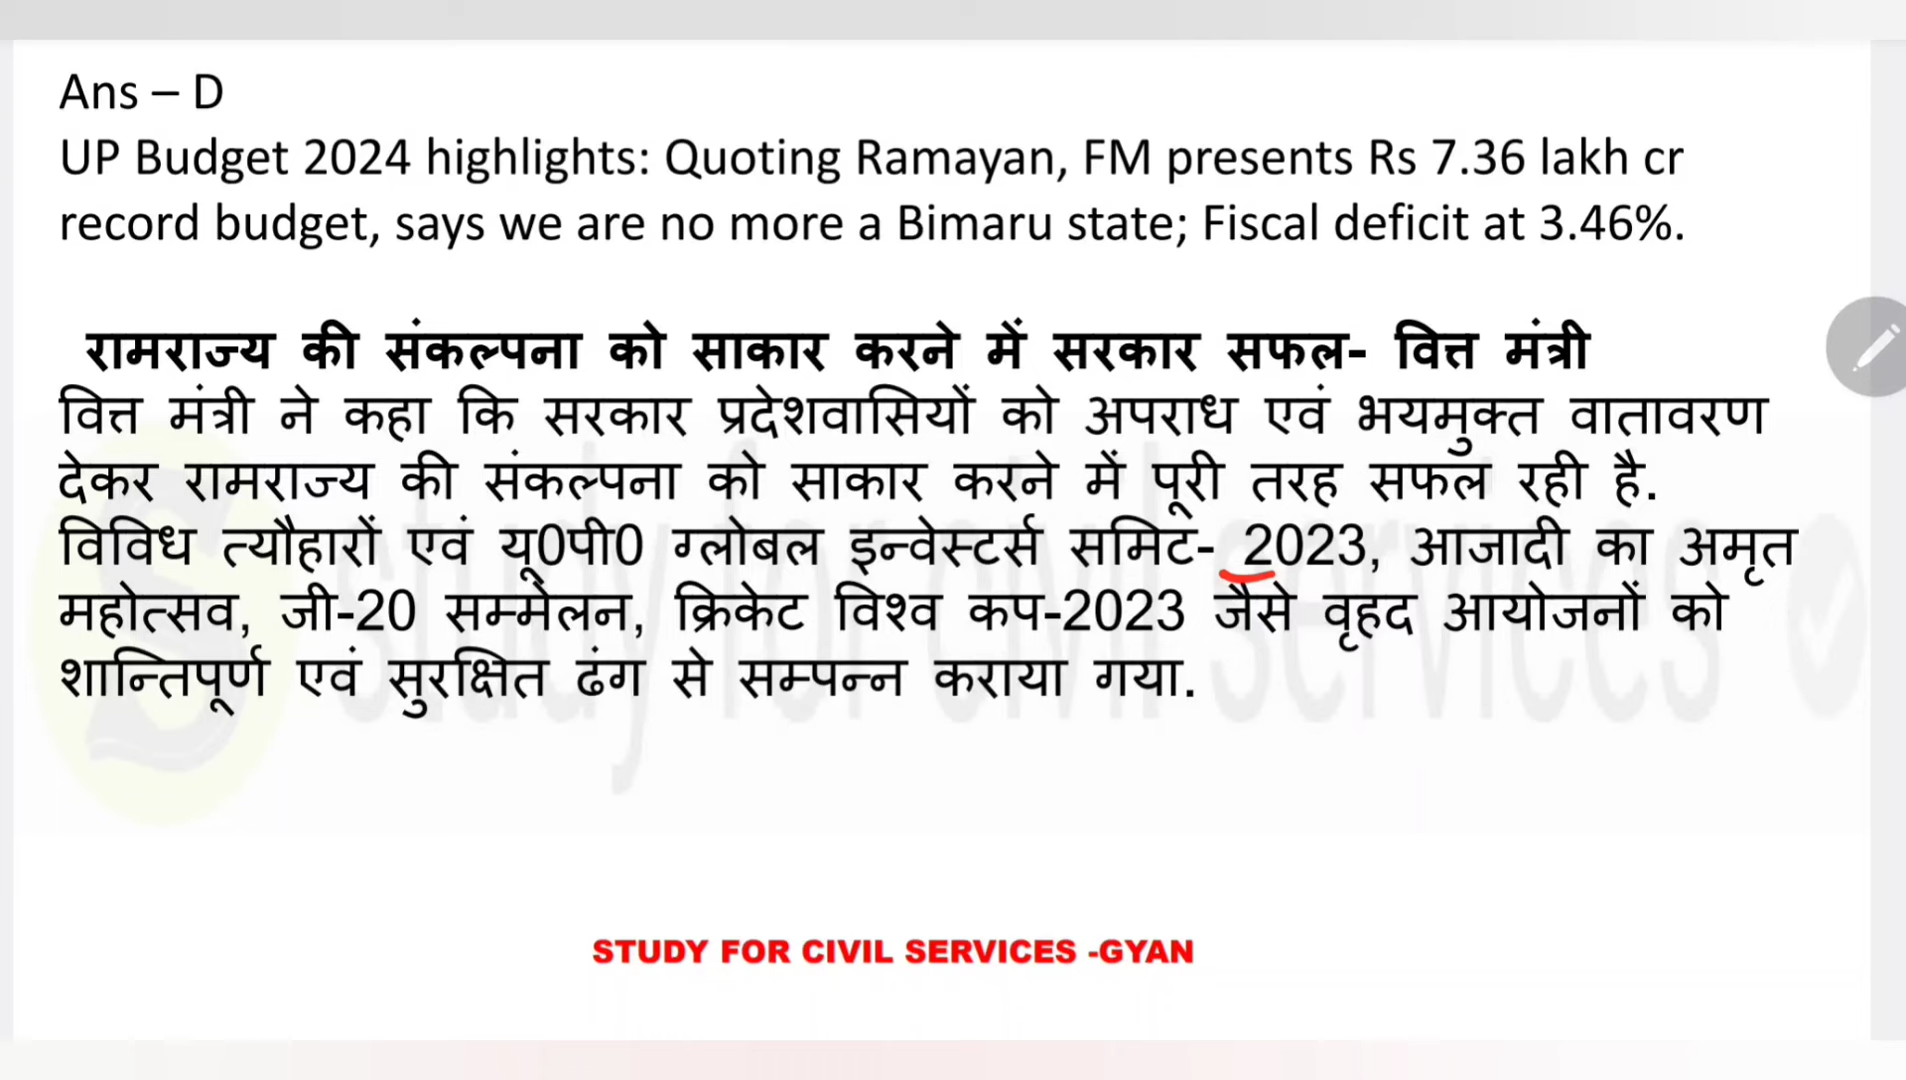 Ans – D
UP Budget 2024 highlights: Quoting Ramayan, FM presents Rs 7.36 lakh cr
record budget, says we are no more a Bimaru state; Fiscal deficit at 3.46%.
रामराज्य की संकल्पना को साकार करने में सरकार सफल- वित्त मंत्री
वित्त मंत्री ने कहा कि सरकार प्रदेशवासियों को अपराध एवं भयमुक्त वातावरण
देकर रामराज्य की संकल्पना को साकार करने में पूरी तरह सफल रही है.
विविध त्यौहारों एवं यू0पी0 ग्लोबल इन्वेस्टर्स समिट- 2023, आजादी का अमृत
महोत्सव, जी-20 सम्मेलन, क्रिकेट विश्व कप-2023 जैसे वृहद आयोजनों को
शान्तिपूर्ण एवं सुरक्षित ढंग से सम्पन्न कराया गया.
study for civil services
STUDY FOR CIVIL SERVICES -GYAN